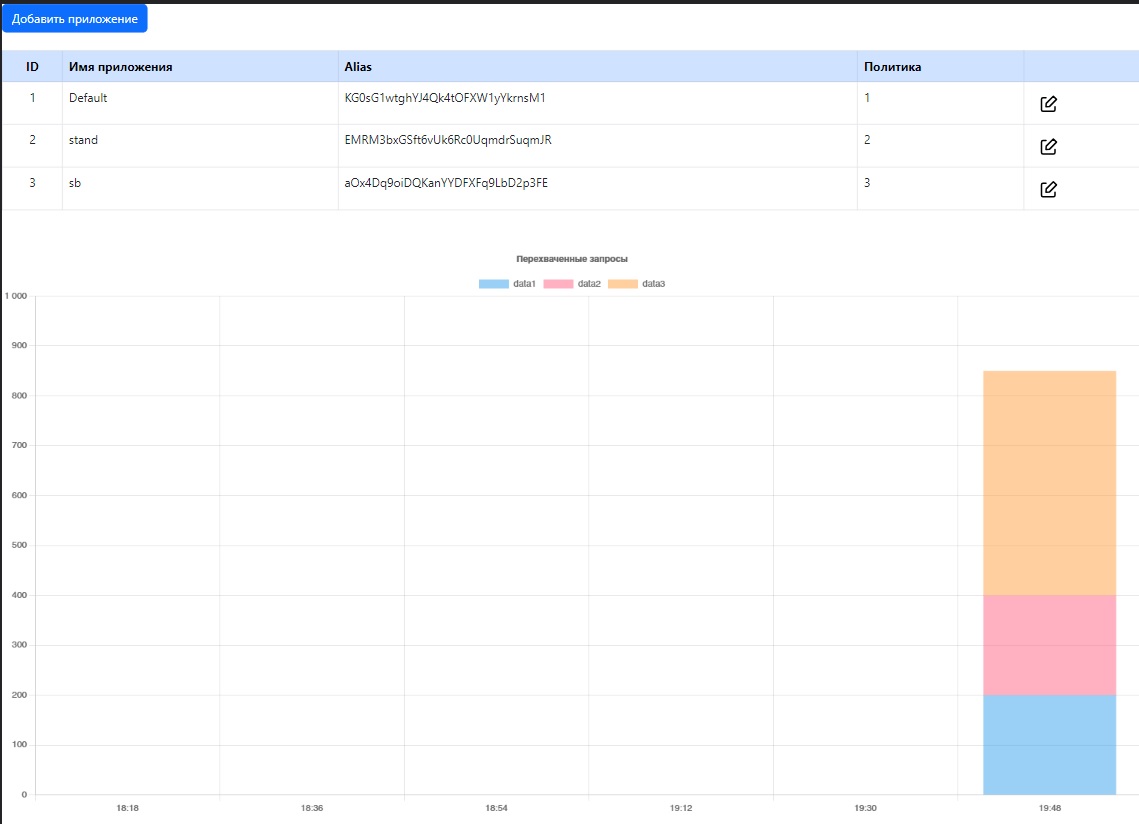 Добавить приложение
ID Имя приложения Alias Политика
1 Default KG0sG1wtghYJ4Qk4tOFXW1yYkrnsM1 1
2 stand EMRM3bxGSft6vUk6Rc0UqmdrSuqmJR 2
3 sb aOx4Dq9oiDQKanYYDFXFq9LbD2p3FE 3
Перехваченные запросы
data1 data2 data3
1 000
900
800
700
600
500
400
300
200
100
0
18:18 18:36 18:54 19:12 19:30 19:48